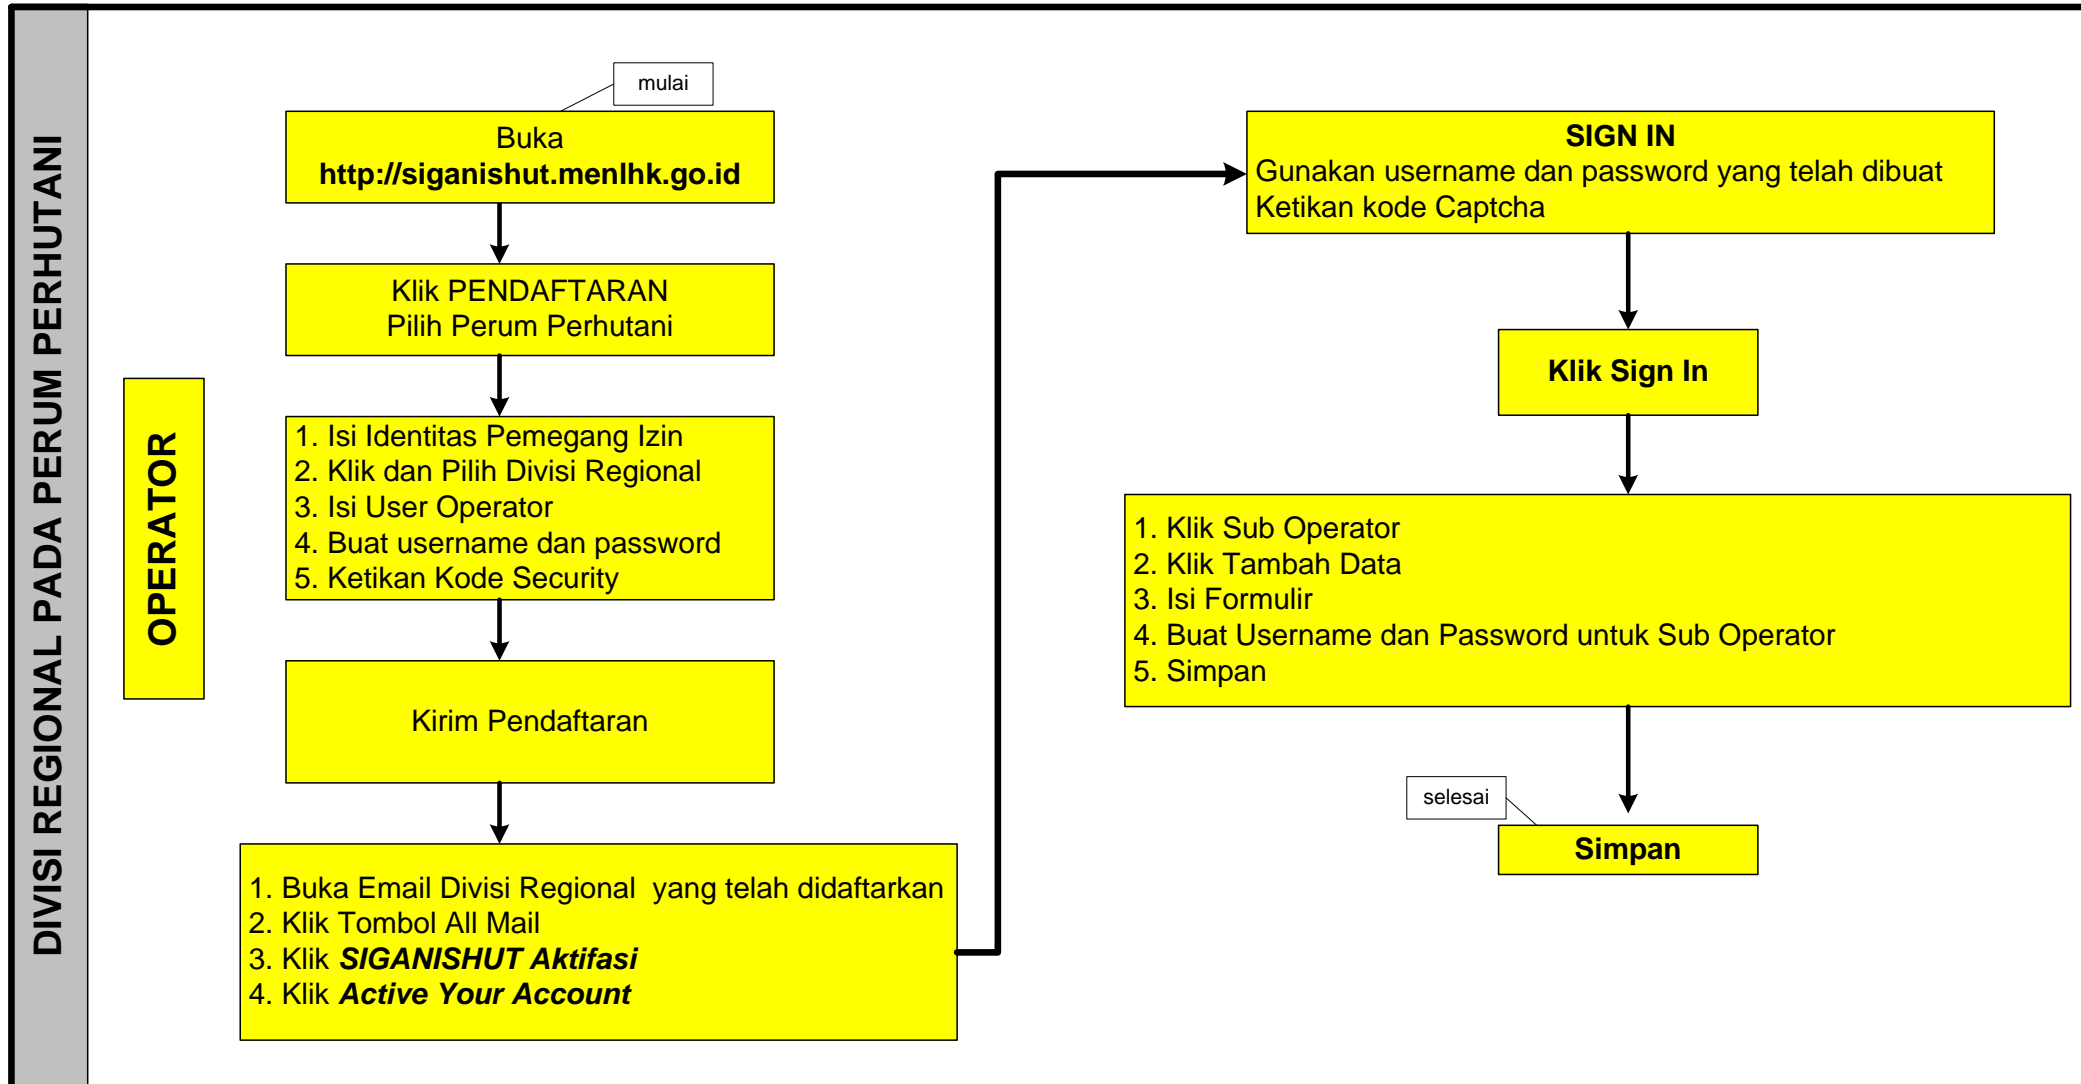 DIVISI REGIONAL PADA PERUM PERHUTANI
OPERATOR
mulai
Buka
http://siganishut.menlhk.go.id
Klik PENDAFTARAN
Pilih Perum Perhutani
1. Isi Identitas Pemegang Izin
2. Klik dan Pilih Divisi Regional
3. Isi User Operator
4. Buat username dan password
5. Ketikan Kode Security
Kirim Pendaftaran
1. Buka Email Divisi Regional  yang telah didaftarkan
2. Klik Tombol All Mail
3. Klik SIGANISHUT Aktifasi
4. Klik Active Your Account
SIGN IN
Gunakan username dan password yang telah dibuat
Ketikan kode Captcha
Klik Sign In
1. Klik Sub Operator
2. Klik Tambah Data
3. Isi Formulir
4. Buat Username dan Password untuk Sub Operator
5. Simpan
selesai
Simpan